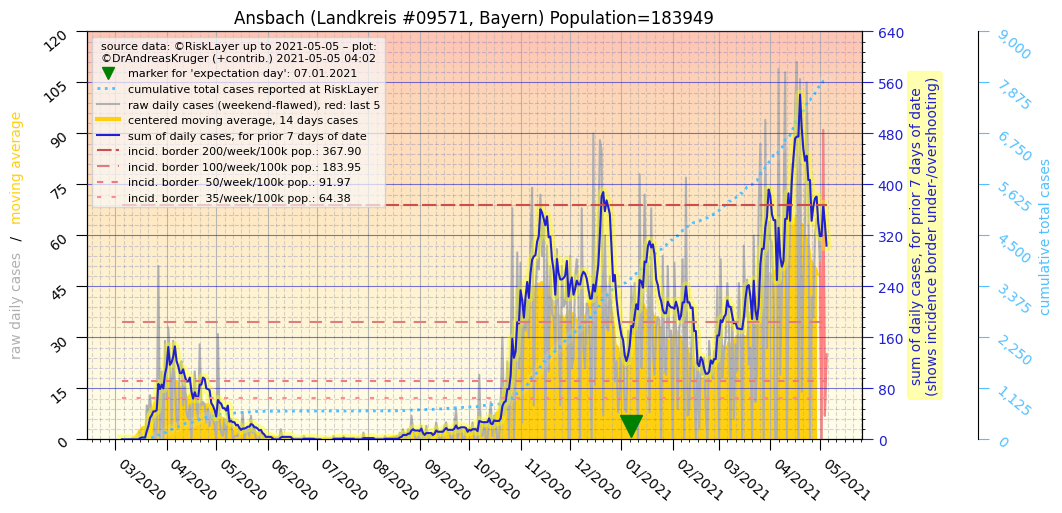 Ansbach (Landkreis #09571, Bayern) Population=183949
source data: ©RiskLayer up to 2021-05-05 – plot:
©DrAndreasKruger (+contrib.) 2021-05-05 04:02
marker for 'expectation day': 07.01.2021
cumulative total cases reported at RiskLayer
raw daily cases (weekend-flawed), red: last 5
centered moving average, 14 days cases
sum of daily cases, for prior 7 days of date
incid. border 200/week/100k pop.: 367.90
incid. border 100/week/100k pop.: 183.95
incid. border  50/week/100k pop.: 91.97
incid. border  35/week/100k pop.: 64.38
raw daily cases / moving average
120
105
90
75
60
45
30
15
0
03/2020
04/2020
05/2020
06/2020
07/2020
08/2020
09/2020
10/2020
11/2020
12/2020
01/2021
02/2021
03/2021
04/2021
05/2021
640
560
480
400
320
240
160
80
0
sum of daily cases, for prior 7 days of date
(shows incidence border under-/overshooting)
9,000
7,875
6,750
5,625
4,500
3,375
2,250
1,125
0
cumulative total cases